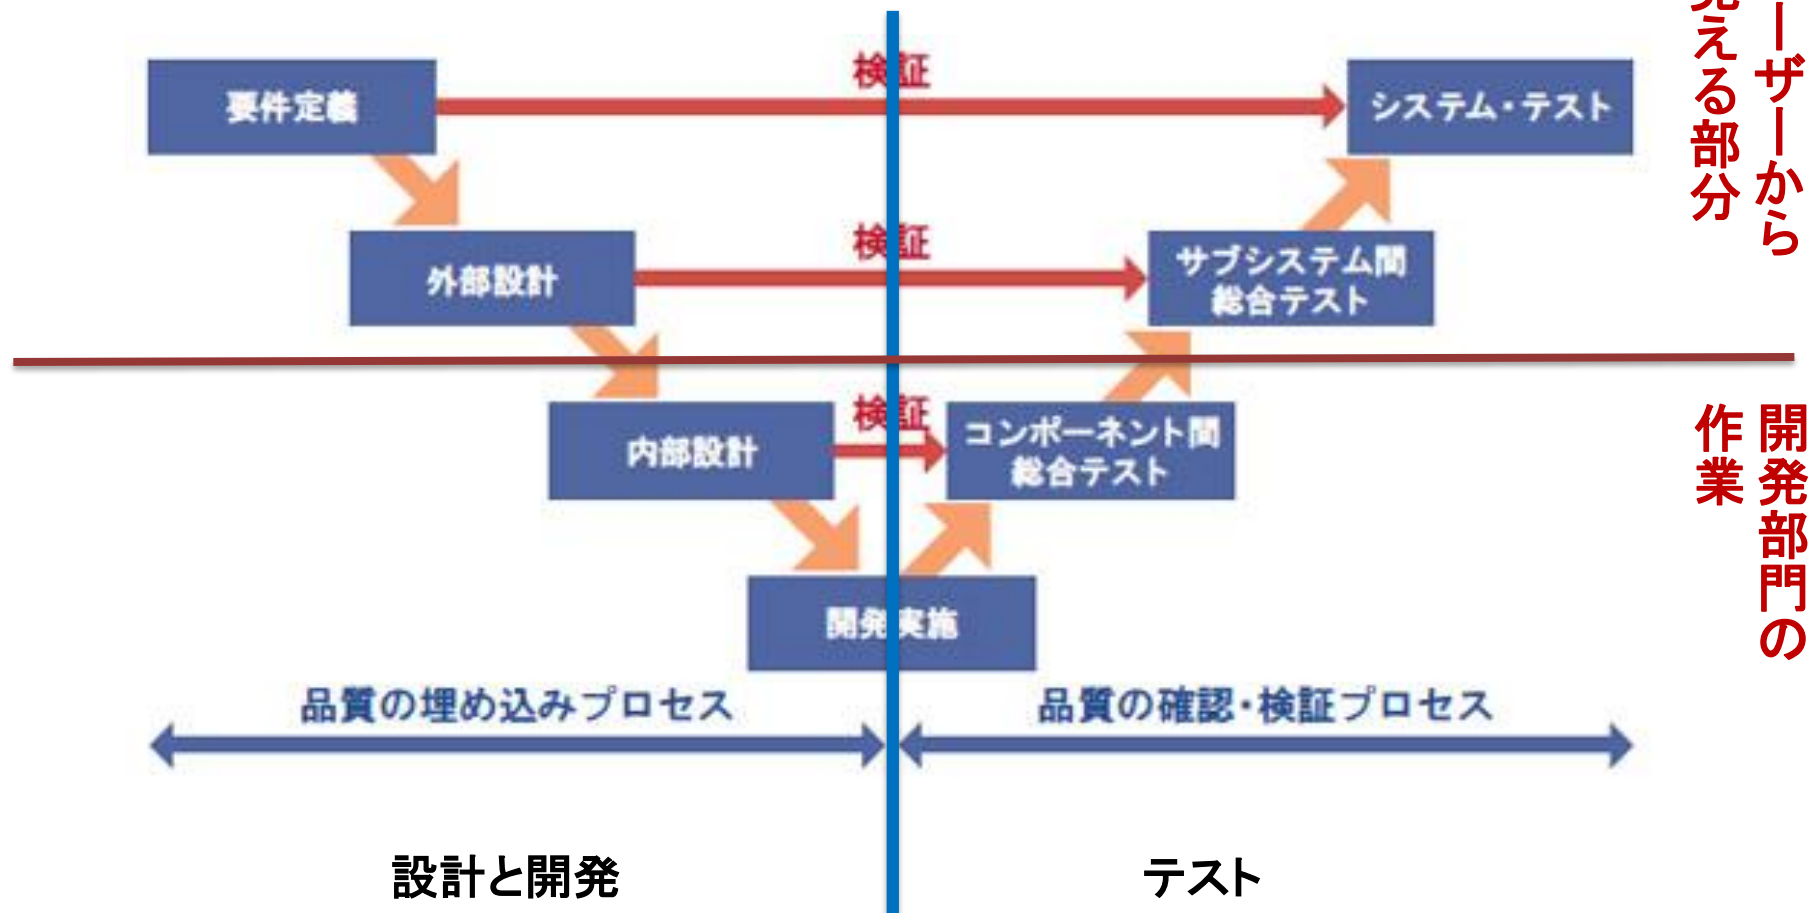 検証
要件定義
システム・テスト
ーザーから
える部分
検証
外部設計
サブシステム間
総合テスト
検証
内部設計
コンポーネント間
総合テスト
開発部門の
作業
開発実施
品質の埋め込みプロセス
品質の確認・検証プロセス
設計と開発
テスト